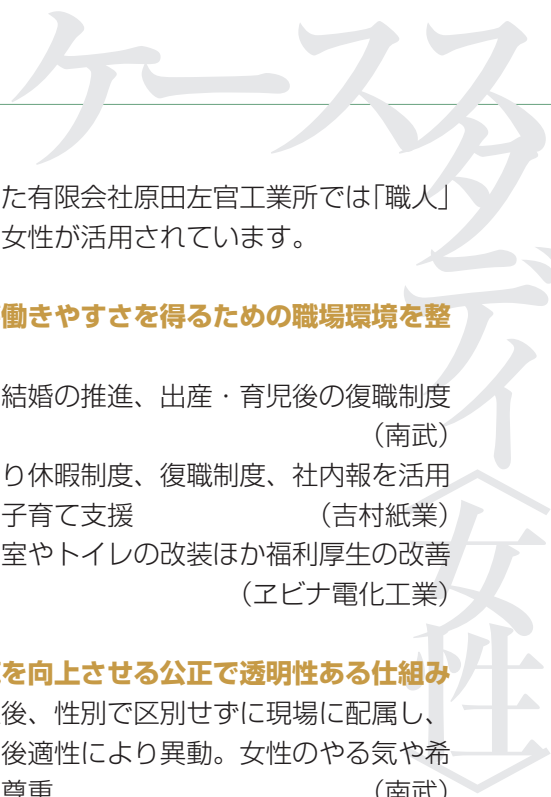 ケーススタディ〈女性〉
た有限会社原田左官工業所では「職人」
女性が活用されています。
働きやすさを得るための職場環境を整
結婚の推進、出産・育児後の復職制度
（南武）
り休暇制度、復職制度、社内報を活用
子育て支援　　　　　　　（吉村紙業）
室やトイレの改装ほか福利厚生の改善
（ヱビナ電化工業）
を向上させる公正で透明性ある仕組み
後、性別で区別せずに現場に配属し、
後適性により異動。女性のやる気や希
尊重　　　　　　　　　　　（南武）